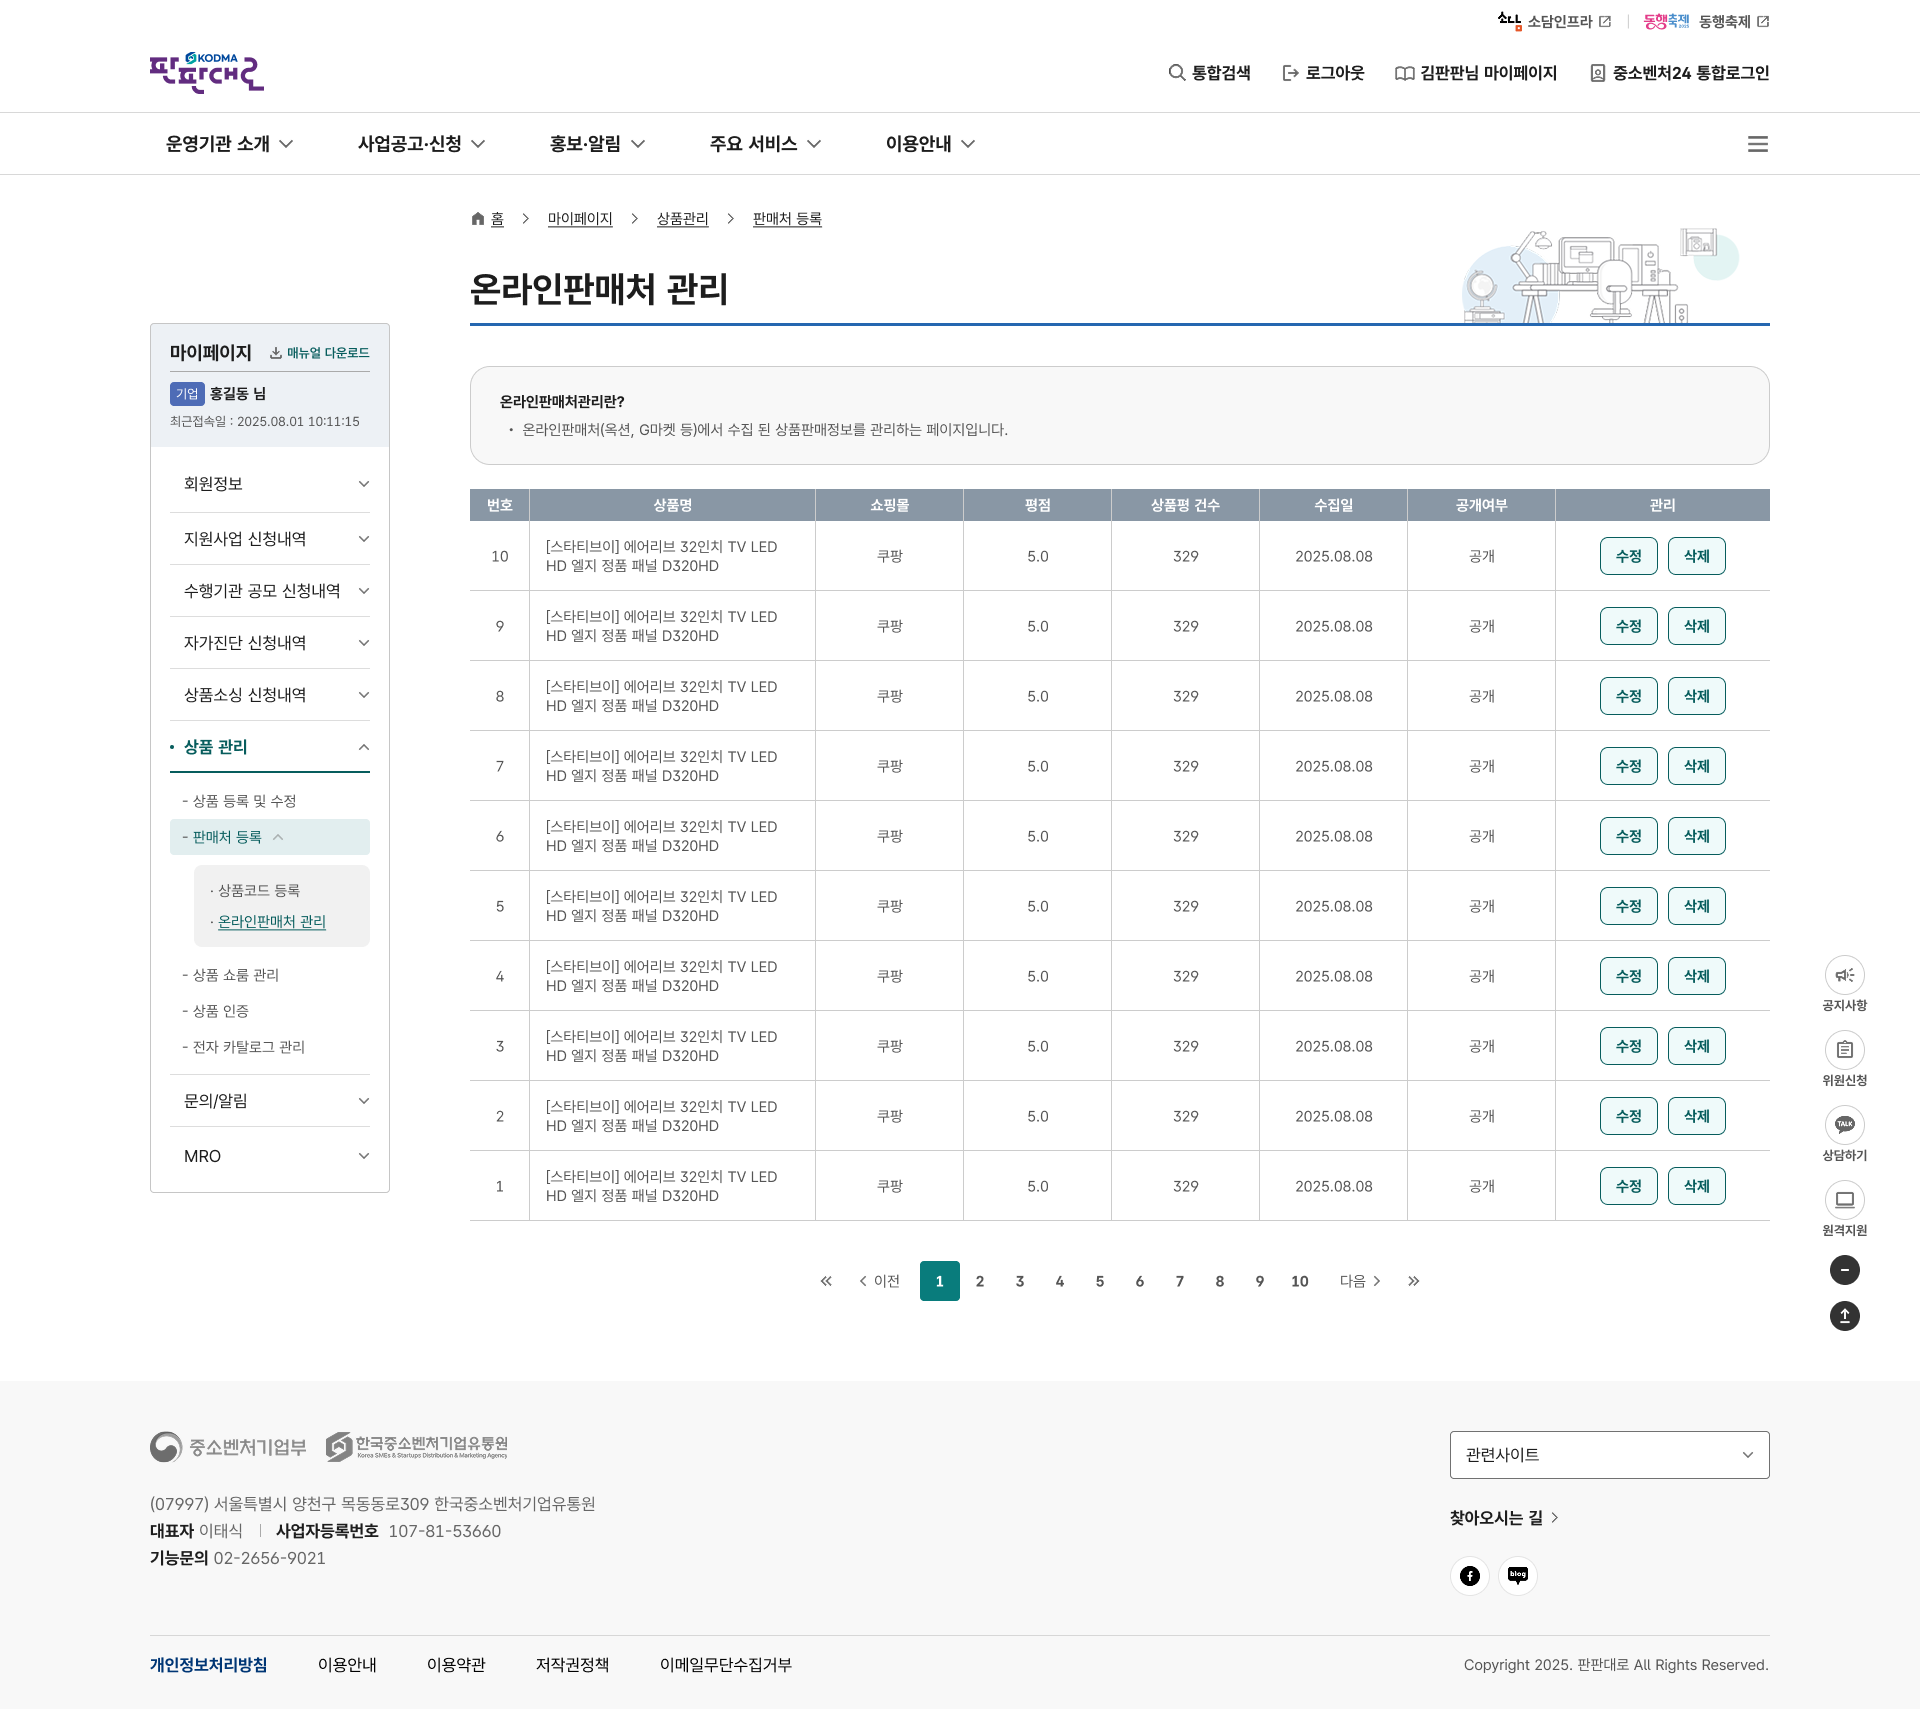 소담인프라
동행축제 동행축제
KODMA
판판대로
통합검색 로그아웃 김판판님 마이페이지 중소벤처24 통합로그인
운영기관 소개 사업공고·신청 홍보·알림 주요 서비스 이용안내
홈 마이페이지 상품관리 판매처 등록
온라인판매처 관리
마이페이지 매뉴얼 다운로드
기업 홍길동 님
최근접속일 : 2025.08.01 10:11:15
회원정보
지원사업 신청내역
수행기관 공모 신청내역
자가진단 신청내역
상품소싱 신청내역
• 상품 관리
- 상품 등록 및 수정
- 판매처 등록
· 상품코드 등록
· 온라인판매처 관리
- 상품 쇼룸 관리
- 상품 인증
- 전자 카탈로그 관리
문의/알림
MRO
온라인판매처관리란?
• 온라인판매처(옥션, G마켓 등)에서 수집 된 상품판매정보를 관리하는 페이지입니다.
번호 상품명 쇼핑몰 평점 상품평 건수 수집일 공개여부 관리
10 [스타티브이] 에어리브 32인치 TV LED
HD 엘지 정품 패널 D320HD 쿠팡 5.0 329 2025.08.08 공개 수정 삭제
9 [스타티브이] 에어리브 32인치 TV LED
HD 엘지 정품 패널 D320HD 쿠팡 5.0 329 2025.08.08 공개 수정 삭제
8 [스타티브이] 에어리브 32인치 TV LED
HD 엘지 정품 패널 D320HD 쿠팡 5.0 329 2025.08.08 공개 수정 삭제
7 [스타티브이] 에어리브 32인치 TV LED
HD 엘지 정품 패널 D320HD 쿠팡 5.0 329 2025.08.08 공개 수정 삭제
6 [스타티브이] 에어리브 32인치 TV LED
HD 엘지 정품 패널 D320HD 쿠팡 5.0 329 2025.08.08 공개 수정 삭제
5 [스타티브이] 에어리브 32인치 TV LED
HD 엘지 정품 패널 D320HD 쿠팡 5.0 329 2025.08.08 공개 수정 삭제
4 [스타티브이] 에어리브 32인치 TV LED
HD 엘지 정품 패널 D320HD 쿠팡 5.0 329 2025.08.08 공개 수정 삭제
3 [스타티브이] 에어리브 32인치 TV LED
HD 엘지 정품 패널 D320HD 쿠팡 5.0 329 2025.08.08 공개 수정 삭제
2 [스타티브이] 에어리브 32인치 TV LED
HD 엘지 정품 패널 D320HD 쿠팡 5.0 329 2025.08.08 공개 수정 삭제
1 [스타티브이] 에어리브 32인치 TV LED
HD 엘지 정품 패널 D320HD 쿠팡 5.0 329 2025.08.08 공개 수정 삭제
이전 1 2 3 4 5 6 7 8 9 10 다음
공지사항
위원신청
TALK
상담하기
원격지원
중소벤처기업부 한국중소벤처기업유통원
Korea SMEs & Startups Distribution & Marketing Agency
(07997) 서울특별시 양천구 목동동로309 한국중소벤처기업유통원
대표자 이태식 사업자등록번호 107-81-53660
기능문의 02-2656-9021
관련사이트
찾아오시는 길
blog
개인정보처리방침 이용안내 이용약관 저작권정책 이메일무단수집거부
Copyright 2025. 판판대로 All Rights Reserved.